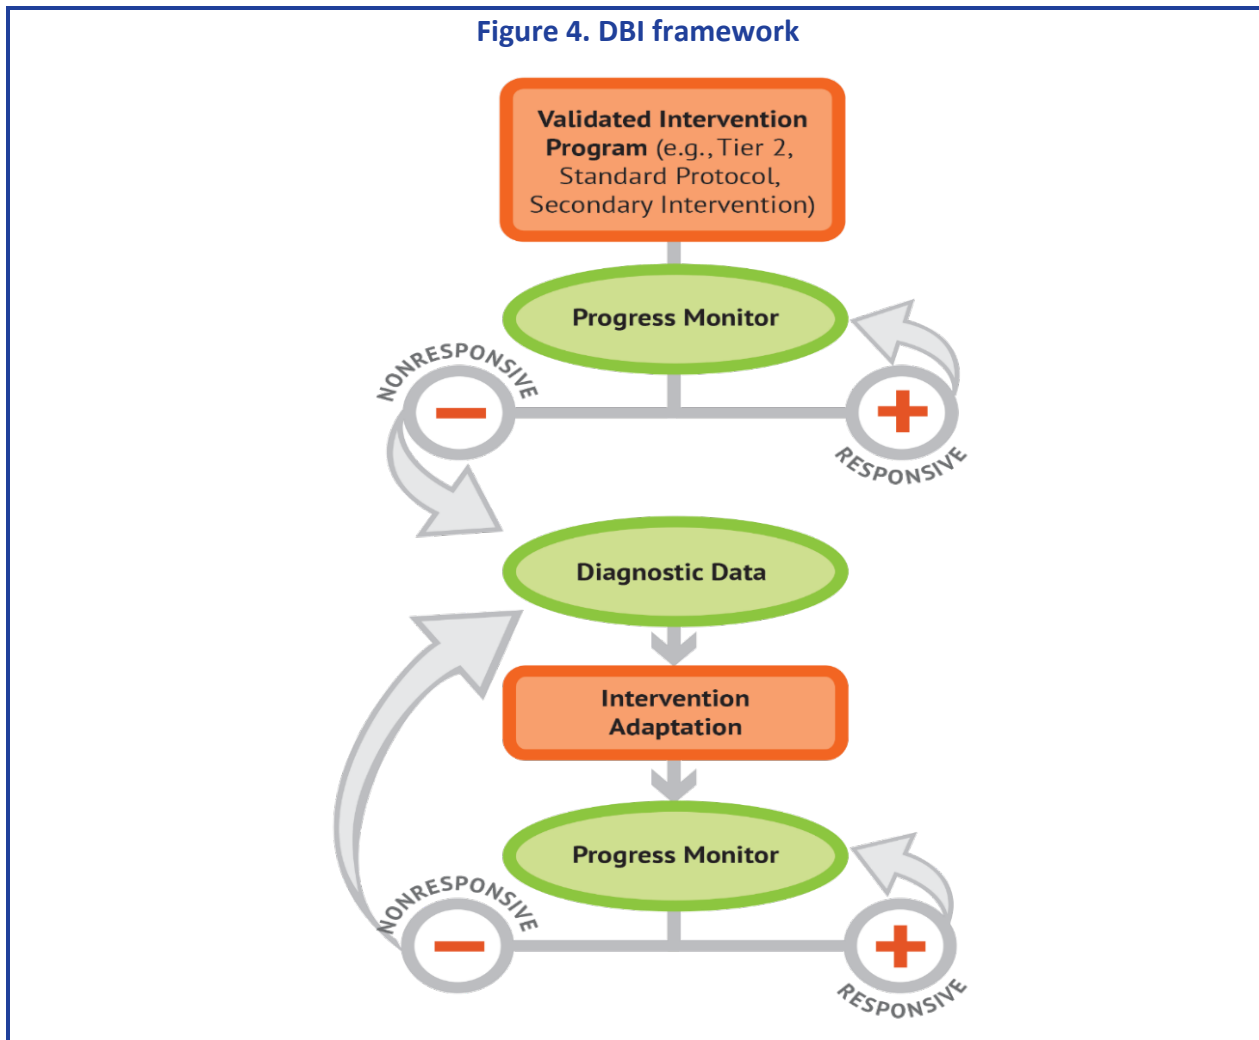 Figure 4. DBI framework
Validated Intervention
Program (e.g., Tier 2,
Standard Protocol,
Secondary Intervention)
Progress Monitor
NONRESPONSIVE
RESPONSIVE
Diagnostic Data
Intervention
Adaptation
Progress Monitor
NONRESPONSIVE
RESPONSIVE